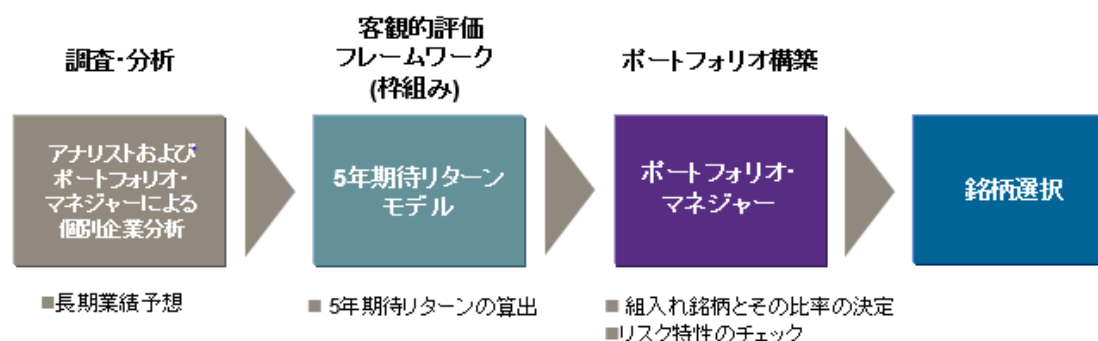 調査･分析
アナリストおよび
ポートフォリオ･
マネジャーによる
個別企業分析
■長期業績予想
客観的評価
フレームワーク
(枠組み)
5年期待リターン
モデル
■ 5年期待リターンの算出
ポートフォリオ構築
ポートフォリオ･
マネジャー
■ 組入れ銘柄とその比率の決定
■リスク特性のチェック
銘柄選択